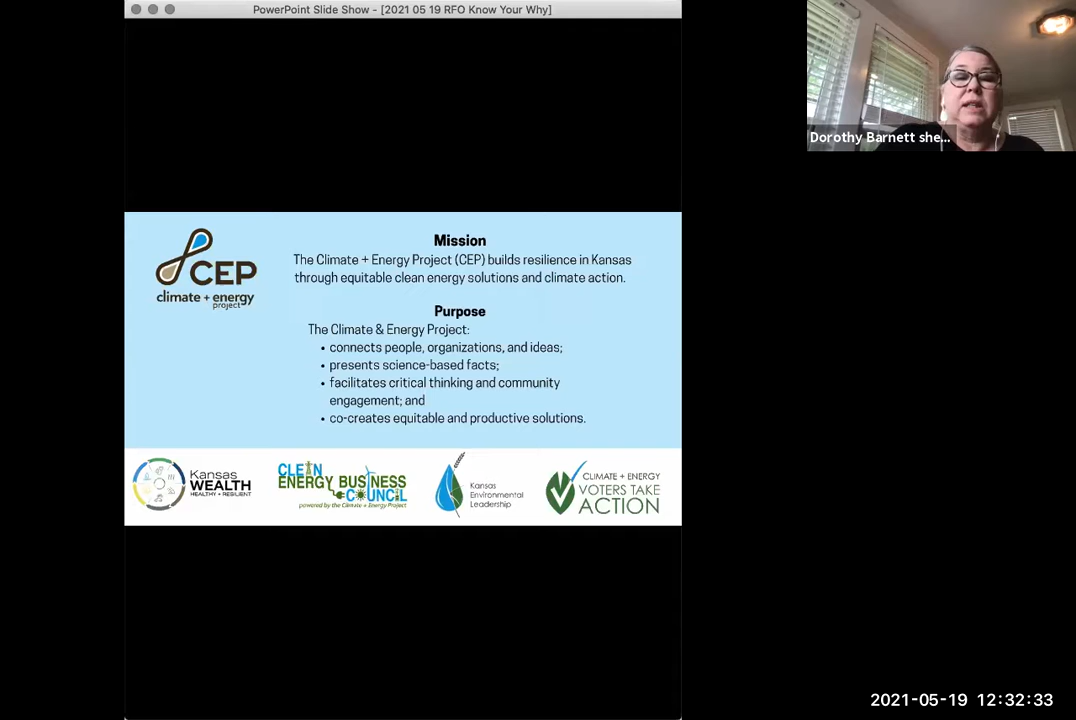 PowerPoint Slide Show - [2021 05 19 RFO Know Your Why]
Dorothy Barnett she...
CEP
climate + energy
project
Mission
The Climate + Energy Project (CEP) builds resilience in Kansas
through equitable clean energy solutions and climate action.
Purpose
The Climate & Energy Project:
• connects people, organizations, and ideas;
• presents science-based facts;
• facilitates critical thinking and community
engagement; and
• co-creates equitable and productive solutions.
Kansas
WEALTH
HEALTHY + RESILIENT
CLEAN
ENERGY BUSINESS
COUNCIL
powered by the Climate + Energy Project
Kansas
Environmental
Leadership
CLIMATE + ENERGY
VOTERS TAKE
ACTION
2021-05-19 12:32:33